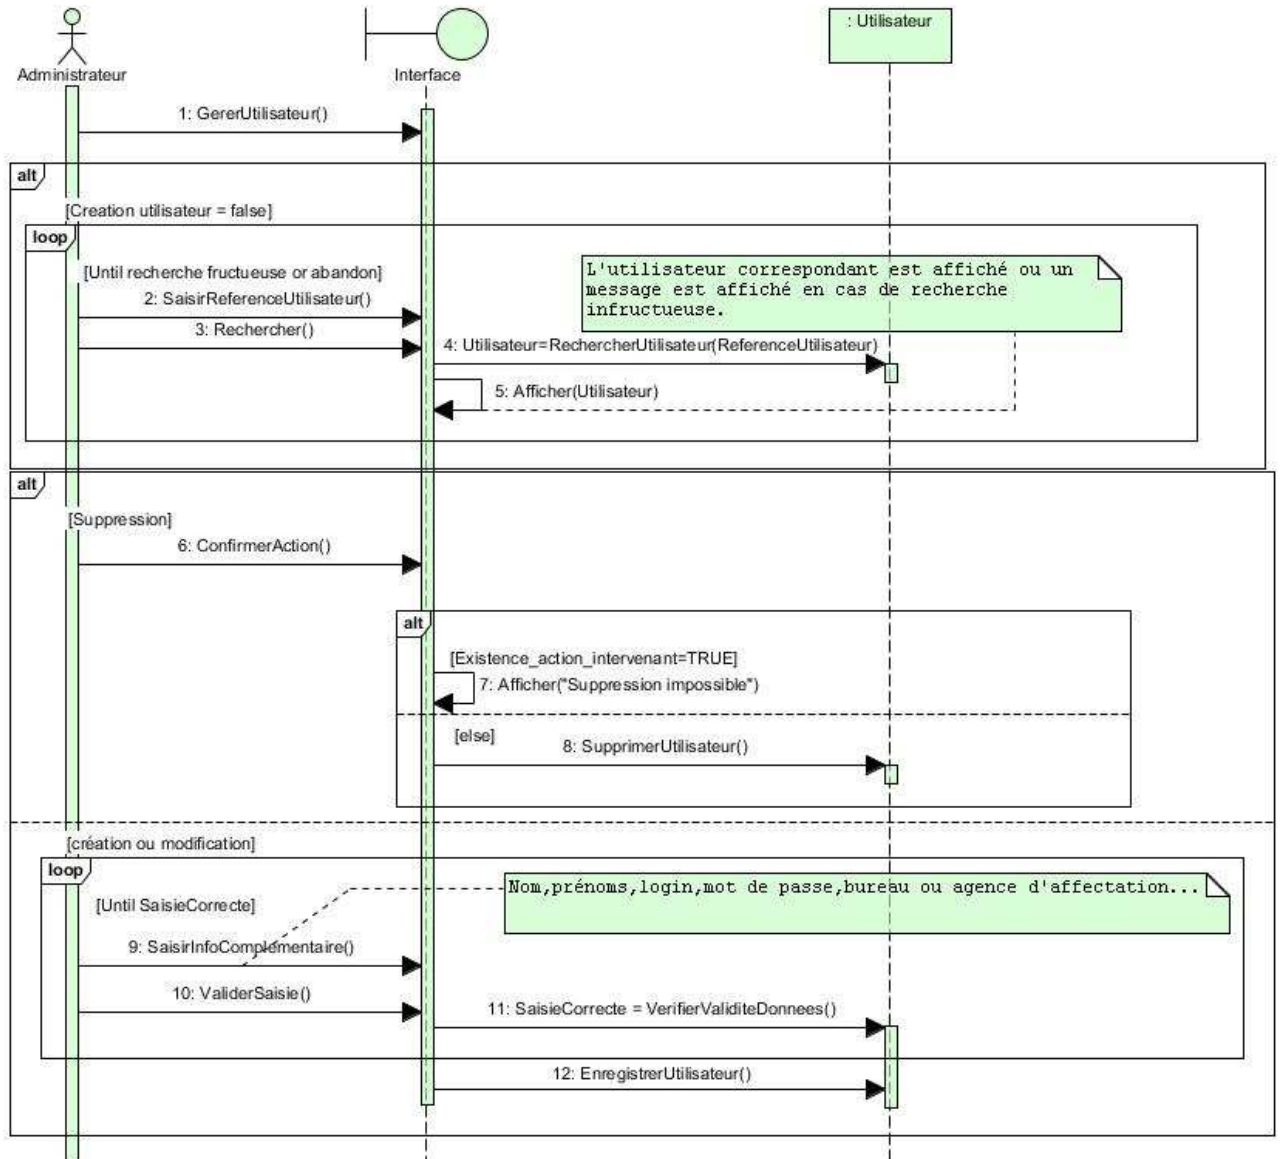 : Utilisateur
Administrateur
Interface
1: GererUtilisateur()
alt
[Creation utilisateur = false]
loop
[Until recherche fructueuse or abandon]
L'utilisateur correspondant est affiché ou un
message est affiché en cas de recherche
infructueuse.
2: SaisirReferenceUtilisateur()
3: Rechercher()
4: Utilisateur=RechercherUtilisateur(ReferenceUtilisateur)
5: Afficher(Utilisateur)
alt
[Suppression]
6: ConfirmerAction()
alt
[Existence_action_intervenant=TRUE]
7: Afficher("Suppression impossible")
[else]
8: SupprimerUtilisateur()
[création ou modification]
loop
Nom,prénoms,login,mot de passe,bureau ou agence d'affectation...
[Until SaisieCorrecte]
9: SaisirInfoComplementaire()
10: ValiderSaisie()
11: SaisieCorrecte = VerifierValiditeDonnees()
12: EnregistrerUtilisateur()